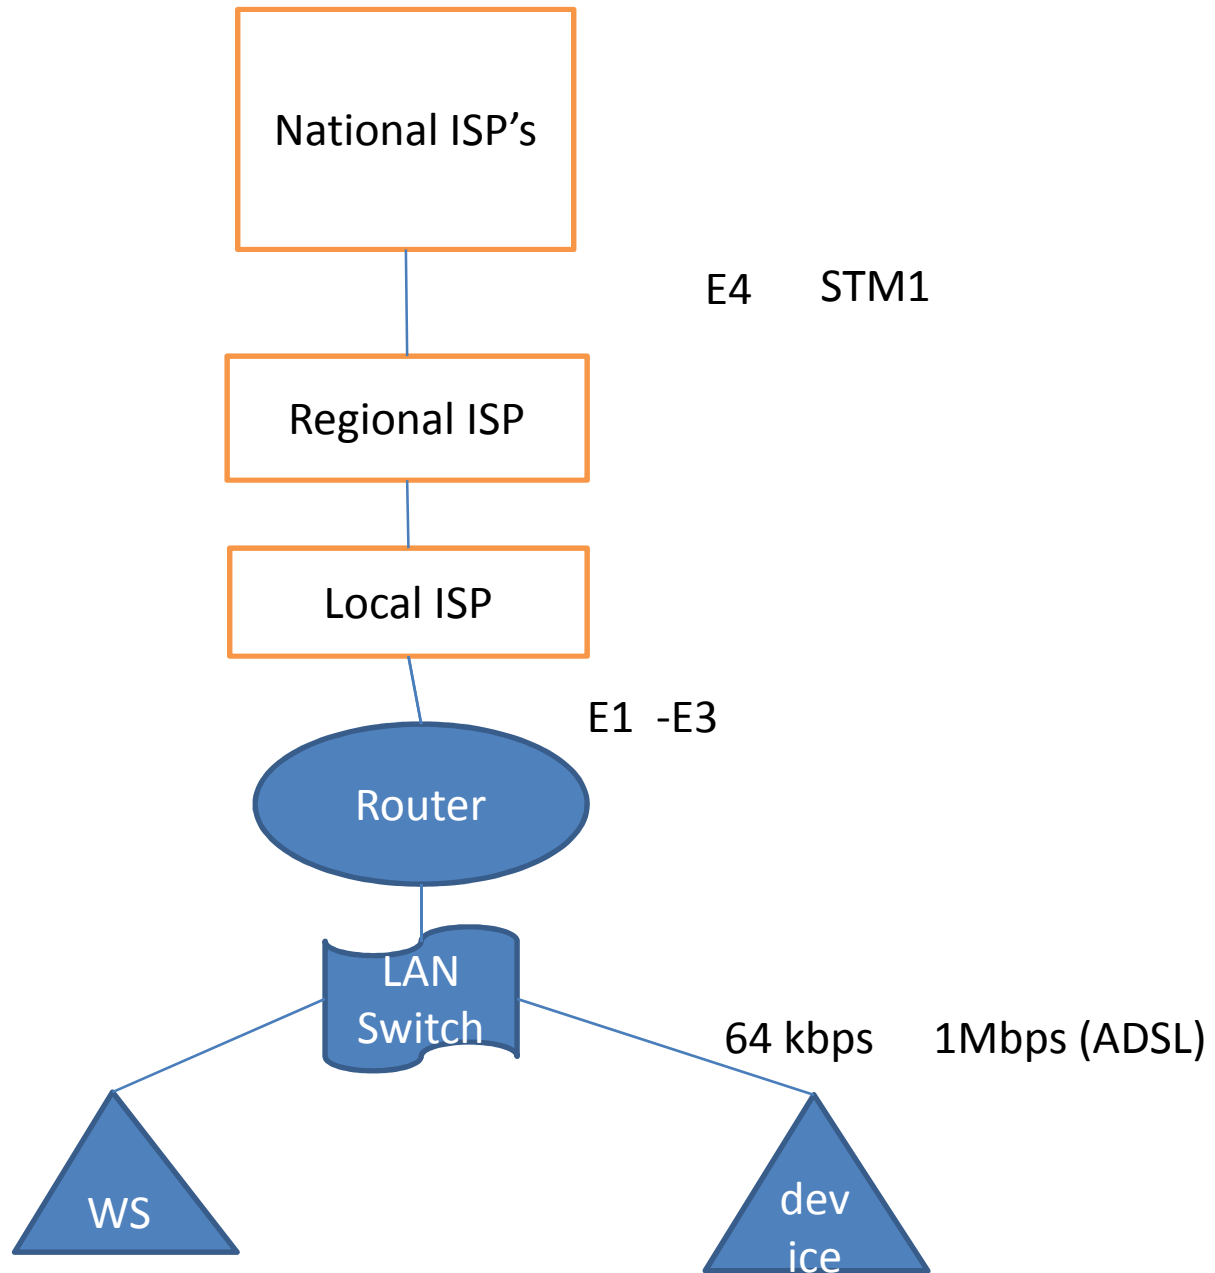 National ISP’s
E4 STM1
Regional ISP
Local ISP
E1 -E3
Router
LAN
Switch
64 kbps 1Mbps (ADSL)
WS
dev
ice